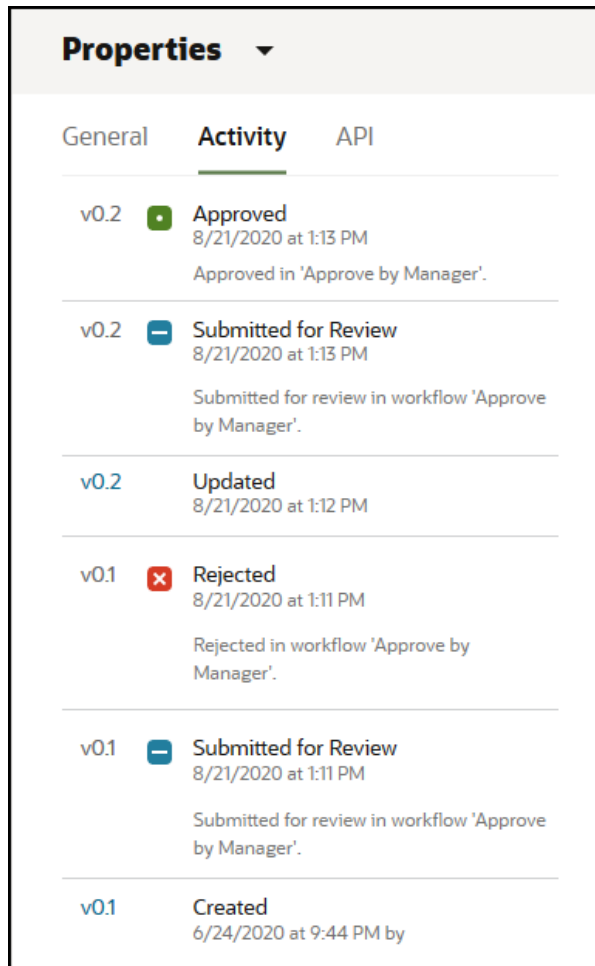 Properties
General Activity API
v0.2 Approved
8/21/2020 at 1:13 PM
Approved in 'Approve by Manager'.
v0.2 Submitted for Review
8/21/2020 at 1:13 PM
Submitted for review in workflow 'Approve
by Manager'.
v0.2 Updated
8/21/2020 at 1:12 PM
v0.1 Rejected
8/21/2020 at 1:11 PM
Rejected in workflow 'Approve by
Manager'.
v0.1 Submitted for Review
8/21/2020 at 1:11 PM
Submitted for review in workflow 'Approve
by Manager'.
v0.1 Created
6/24/2020 at 9:44 PM by